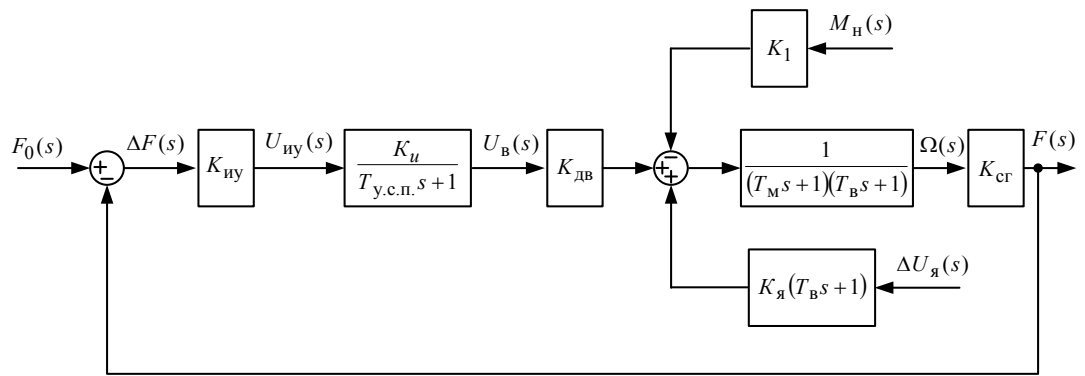 M_н(s)
K_1
F_0(s)
ΔF(s)
K_иу
U_иу(s)
К_и
T_у.с.п. s + 1
U_в(s)
K_дв
1
(T_м s + 1)(T_в s + 1)
Ω(s)
K_сг
F(s)
+ −
− + +
K_я(T_в s + 1)
ΔU_я(s)